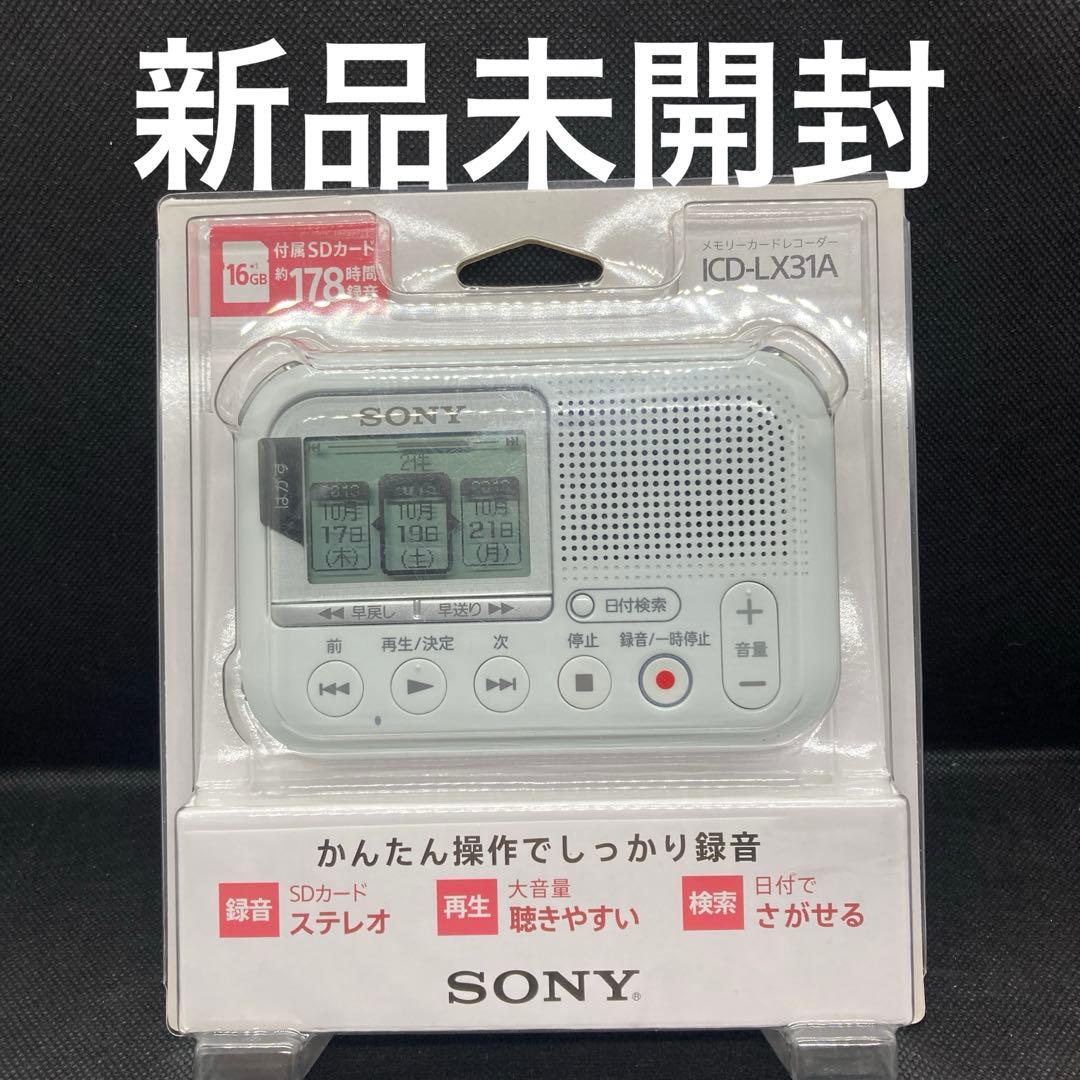 新品未開封
16GB *1
付属SDカード
約178時間録音
メモリーカードレコーダー
ICD-LX31A
SONY
はがす
2件
10月
17日
(木)
10月
19日
(土)
10月
21日
(月)
早戻し
早送り
日付検索
前
再生/決定
次
停止
録音/一時停止
+
音量
−
かんたん操作でしっかり録音
録音
SDカード
ステレオ
再生
大音量
聴きやすい
検索
日付で
さがせる
SONY®